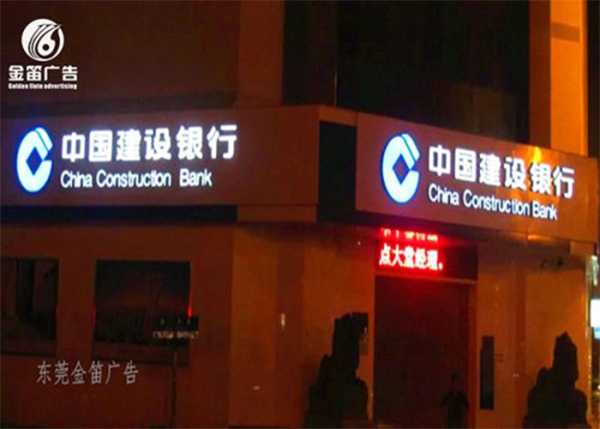 金笛广告
Golden flute advertising
中国建设银行
China Construction Bank
中国建设银行
China Construction Bank
点大堂经理。
东莞金笛广告